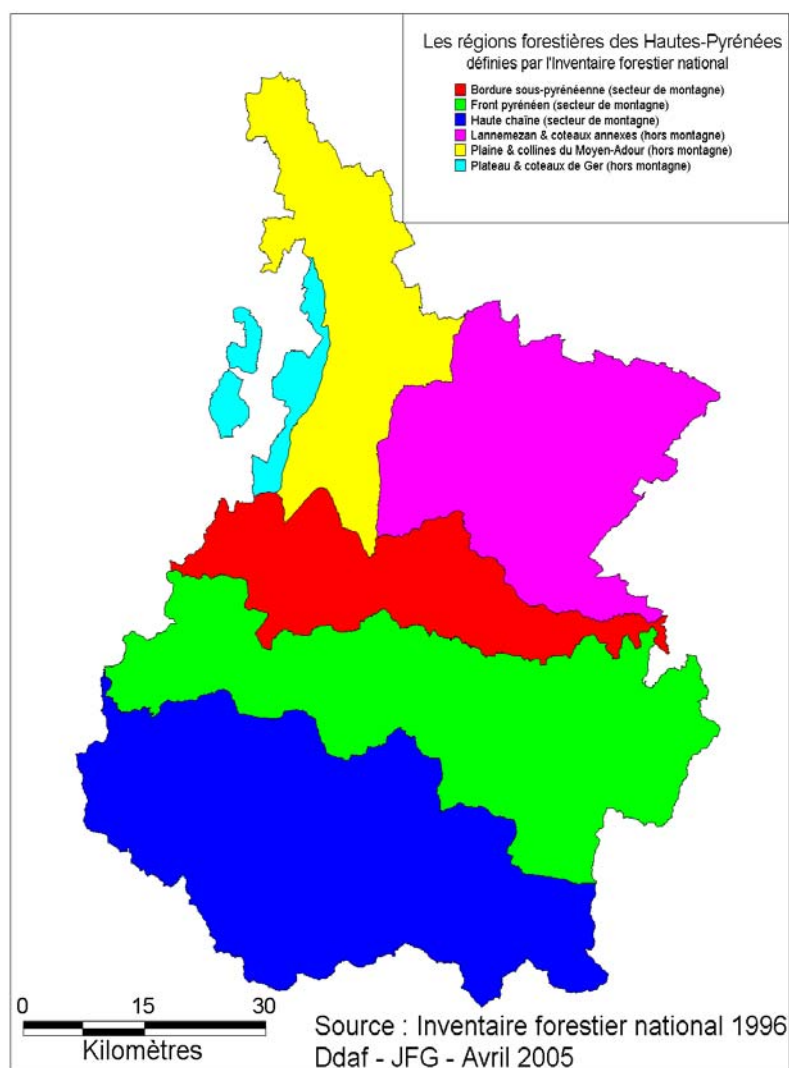 Les régions forestières des Hautes-Pyrénées
définies par l'Inventaire forestier national
Bordure sous-pyrénéenne (secteur de montagne)
Front pyrénéen (secteur de montagne)
Haute chaîne (secteur de montagne)
Lannemezan & coteaux annexes (hors montagne)
Plaine & collines du Moyen-Adour (hors montagne)
Plateau & coteaux de Ger (hors montagne)
0 15 30
Kilomètres
Source : Inventaire forestier national 1996
Ddaf - JFG - Avril 2005